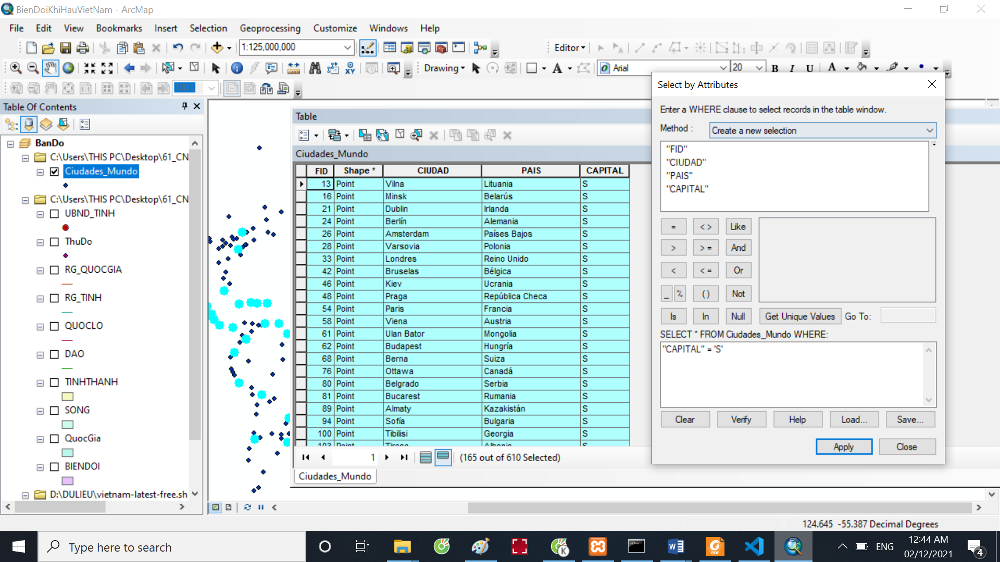 BienDoiKhiHauVietNam - ArcMap
File Edit View Bookmarks Insert Selection Geoprocessing Customize Windows Help
1:125,000,000
Editor
Drawing
Arial
20
B I U A
100%
Table Of Contents
BanDo
C:\Users\THIS PC\Desktop\61_CN
Ciudades_Mundo
C:\Users\THIS PC\Desktop\61_CN
UBND_TINH
ThuDo
RG_QUOCGIA
RG_TINH
QUOCLO
DAO
TINHTHANH
SONG
QuocGia
BIENDOI
D:\DULIEU\vietnam-latest-free.sh
Table
Ciudades_Mundo
FID Shape * CIUDAD PAIS CAPITAL
13 Point Vilna Lituania S
16 Point Minsk Belarús S
21 Point Dublin Irlanda S
24 Point Berlín Alemania S
26 Point Amsterdam Países Bajos S
28 Point Varsovia Polonia S
33 Point Londres Reino Unido S
42 Point Bruselas Bélgica S
46 Point Kiev Ucrania S
48 Point Praga República Checa S
54 Point Paris Francia S
58 Point Viena Austria S
61 Point Ulan Bator Mongolia S
62 Point Budapest Hungría S
68 Point Berna Suiza S
76 Point Ottawa Canadá S
80 Point Belgrado Serbia S
81 Point Bucarest Rumania S
89 Point Almaty Kazakistán S
94 Point Sofía Bulgaria S
100 Point Tibilisi Georgia S
1
(165 out of 610 Selected)
Ciudades_Mundo
Select by Attributes
Enter a WHERE clause to select records in the table window.
Method : Create a new selection
"FID"
"CIUDAD"
"PAIS"
"CAPITAL"
= < > Like
> > = And
< < = Or
_ % ( ) Not
Is In Null Get Unique Values Go To:
SELECT * FROM Ciudades_Mundo WHERE:
"CAPITAL" = 'S'
Clear Verify Help Load... Save...
Apply Close
124.645 -55.387 Decimal Degrees
Type here to search
ENG
12:44 AM
02/12/2021
4